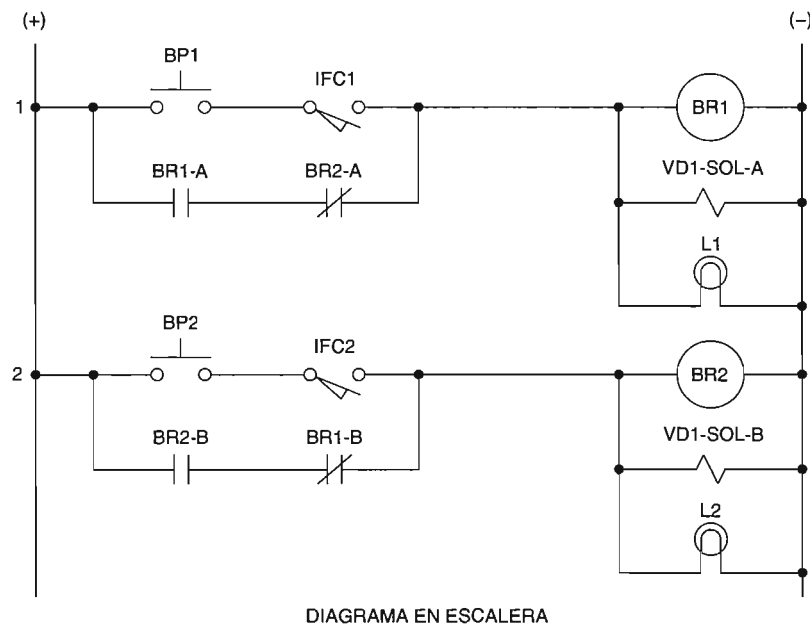 (+)
(−)
BP1
IFC1
1
BR1
BR1-A
BR2-A
VD1-SOL-A
L1
BP2
IFC2
2
BR2
BR2-B
BR1-B
VD1-SOL-B
L2
DIAGRAMA EN ESCALERA